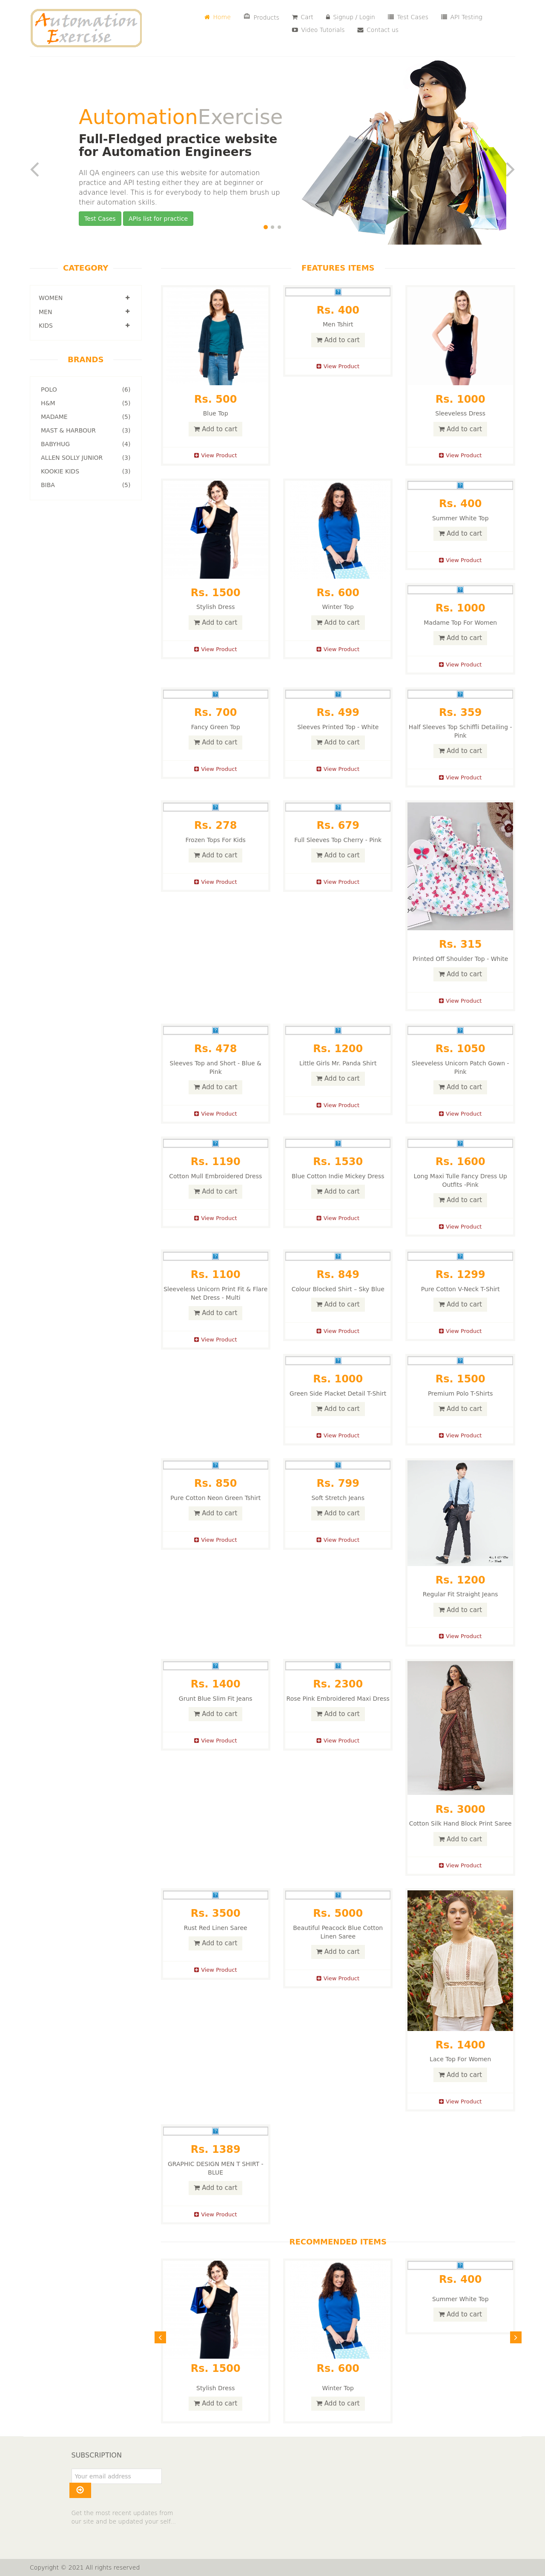 Automation
Exercise
Home
Products
Cart
Signup / Login
Test Cases
API Testing
Video Tutorials
Contact us
AutomationExercise
Full-Fledged practice website
for Automation Engineers
All QA engineers can use this website for automation
practice and API testing either they are at beginner or
advance level. This is for everybody to help them brush up
their automation skills.
Test Cases
APIs list for practice
CATEGORY
WOMEN
MEN
KIDS
BRANDS
POLO (6)
H&M (5)
MADAME (5)
MAST & HARBOUR (3)
BABYHUG (4)
ALLEN SOLLY JUNIOR (3)
KOOKIE KIDS (3)
BIBA (5)
FEATURES ITEMS
Rs. 500
Blue Top
Add to cart
View Product
Rs. 400
Men Tshirt
Add to cart
View Product
Rs. 1000
Sleeveless Dress
Add to cart
View Product
Rs. 1500
Stylish Dress
Add to cart
View Product
Rs. 600
Winter Top
Add to cart
View Product
Rs. 400
Summer White Top
Add to cart
View Product
Rs. 1000
Madame Top For Women
Add to cart
View Product
Rs. 700
Fancy Green Top
Add to cart
View Product
Rs. 499
Sleeves Printed Top - White
Add to cart
View Product
Rs. 359
Half Sleeves Top Schiffli Detailing -
Pink
Add to cart
View Product
Rs. 278
Frozen Tops For Kids
Add to cart
View Product
Rs. 679
Full Sleeves Top Cherry - Pink
Add to cart
View Product
Rs. 315
Printed Off Shoulder Top - White
Add to cart
View Product
Rs. 478
Sleeves Top and Short - Blue &
Pink
Add to cart
View Product
Rs. 1200
Little Girls Mr. Panda Shirt
Add to cart
View Product
Rs. 1050
Sleeveless Unicorn Patch Gown -
Pink
Add to cart
View Product
Rs. 1190
Cotton Mull Embroidered Dress
Add to cart
View Product
Rs. 1530
Blue Cotton Indie Mickey Dress
Add to cart
View Product
Rs. 1600
Long Maxi Tulle Fancy Dress Up
Outfits -Pink
Add to cart
View Product
Rs. 1100
Sleeveless Unicorn Print Fit & Flare
Net Dress - Multi
Add to cart
View Product
Rs. 849
Colour Blocked Shirt – Sky Blue
Add to cart
View Product
Rs. 1299
Pure Cotton V-Neck T-Shirt
Add to cart
View Product
Rs. 1000
Green Side Placket Detail T-Shirt
Add to cart
View Product
Rs. 1500
Premium Polo T-Shirts
Add to cart
View Product
Rs. 850
Pure Cotton Neon Green Tshirt
Add to cart
View Product
Rs. 799
Soft Stretch Jeans
Add to cart
View Product
Rs. 1200
Regular Fit Straight Jeans
Add to cart
View Product
Rs. 1400
Grunt Blue Slim Fit Jeans
Add to cart
View Product
Rs. 2300
Rose Pink Embroidered Maxi Dress
Add to cart
View Product
Rs. 3000
Cotton Silk Hand Block Print Saree
Add to cart
View Product
Rs. 3500
Rust Red Linen Saree
Add to cart
View Product
Rs. 5000
Beautiful Peacock Blue Cotton
Linen Saree
Add to cart
View Product
Rs. 1400
Lace Top For Women
Add to cart
View Product
Rs. 1389
GRAPHIC DESIGN MEN T SHIRT -
BLUE
Add to cart
View Product
RECOMMENDED ITEMS
Rs. 1500
Stylish Dress
Add to cart
Rs. 600
Winter Top
Add to cart
Rs. 400
Summer White Top
Add to cart
SUBSCRIPTION
Your email address
Get the most recent updates from
our site and be updated your self...
Copyright © 2021 All rights reserved